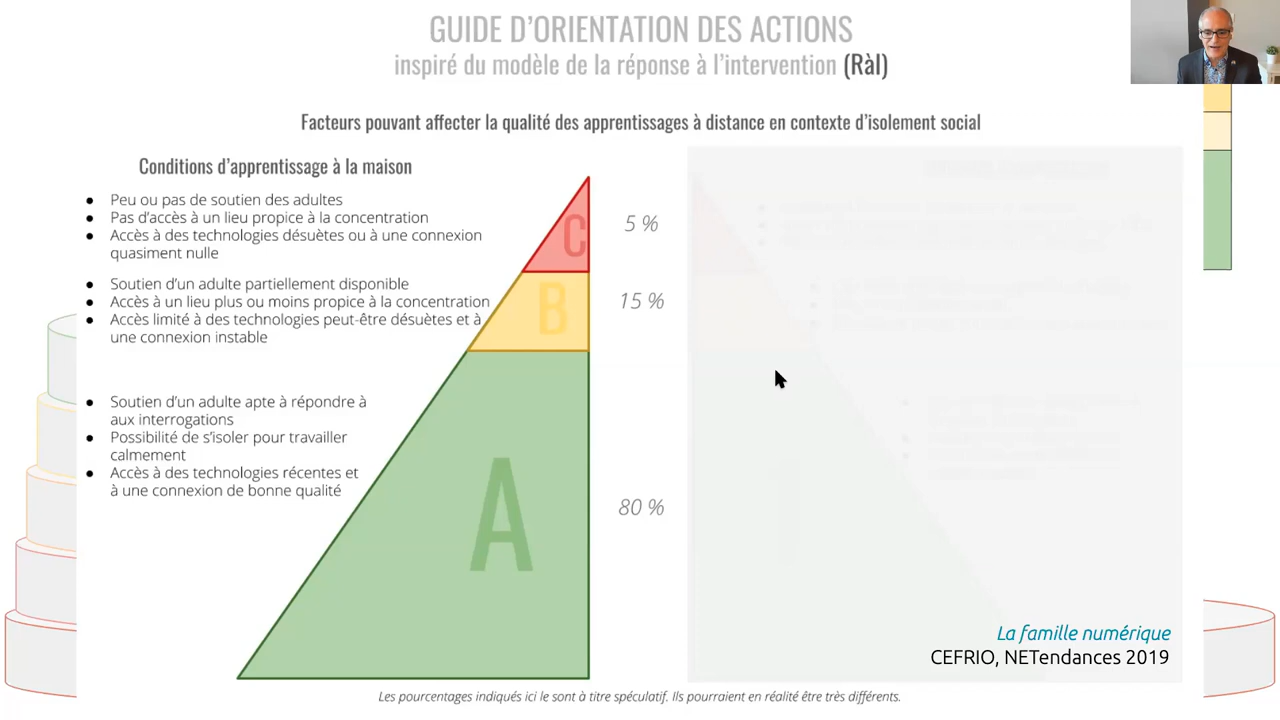 GUIDE D'ORIENTATION DES ACTIONS
inspiré du modèle de la réponse à l'intervention (RàI)
Facteurs pouvant affecter la qualité des apprentissages à distance en contexte d'isolement social
Conditions d'apprentissage à la maison
● Peu ou pas de soutien des adultes
● Pas d'accès à un lieu propice à la concentration
● Accès à des technologies désuètes ou à une connexion
quasiment nulle
● Soutien d'un adulte partiellement disponible
● Accès à un lieu plus ou moins propice à la concentration
● Accès limité à des technologies peut-être désuètes et à
une connexion instable
● Soutien d'un adulte apte à répondre à
aux interrogations
● Possibilité de s'isoler pour travailler
calmement
● Accès à des technologies récentes et
à une connexion de bonne qualité
C
5 %
B
15 %
A
80 %
La famille numérique
CEFRIO, NETendances 2019
Les pourcentages indiqués ici le sont à titre spéculatif. Ils pourraient en réalité être très différents.